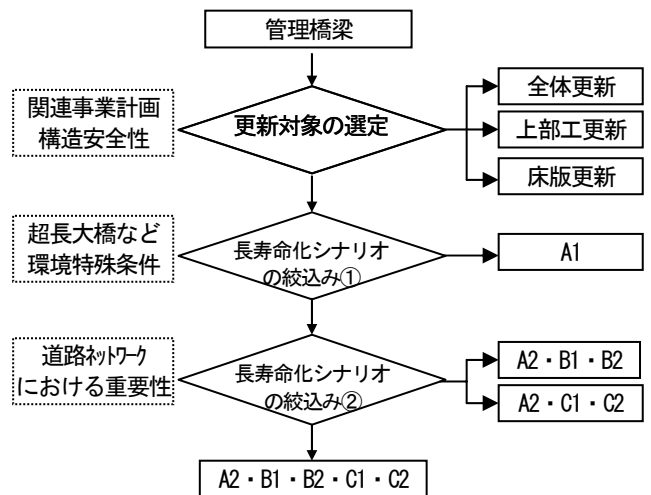 管理橋梁
関連事業計画
構造安全性
更新対象の選定
全体更新
上部工更新
床版更新
超長大橋など
環境特殊条件
長寿命化シナリオ
の絞込み①
A1
道路ネットワーク
における重要性
長寿命化シナリオ
の絞込み②
A2・B1・B2
A2・C1・C2
A2・B1・B2・C1・C2